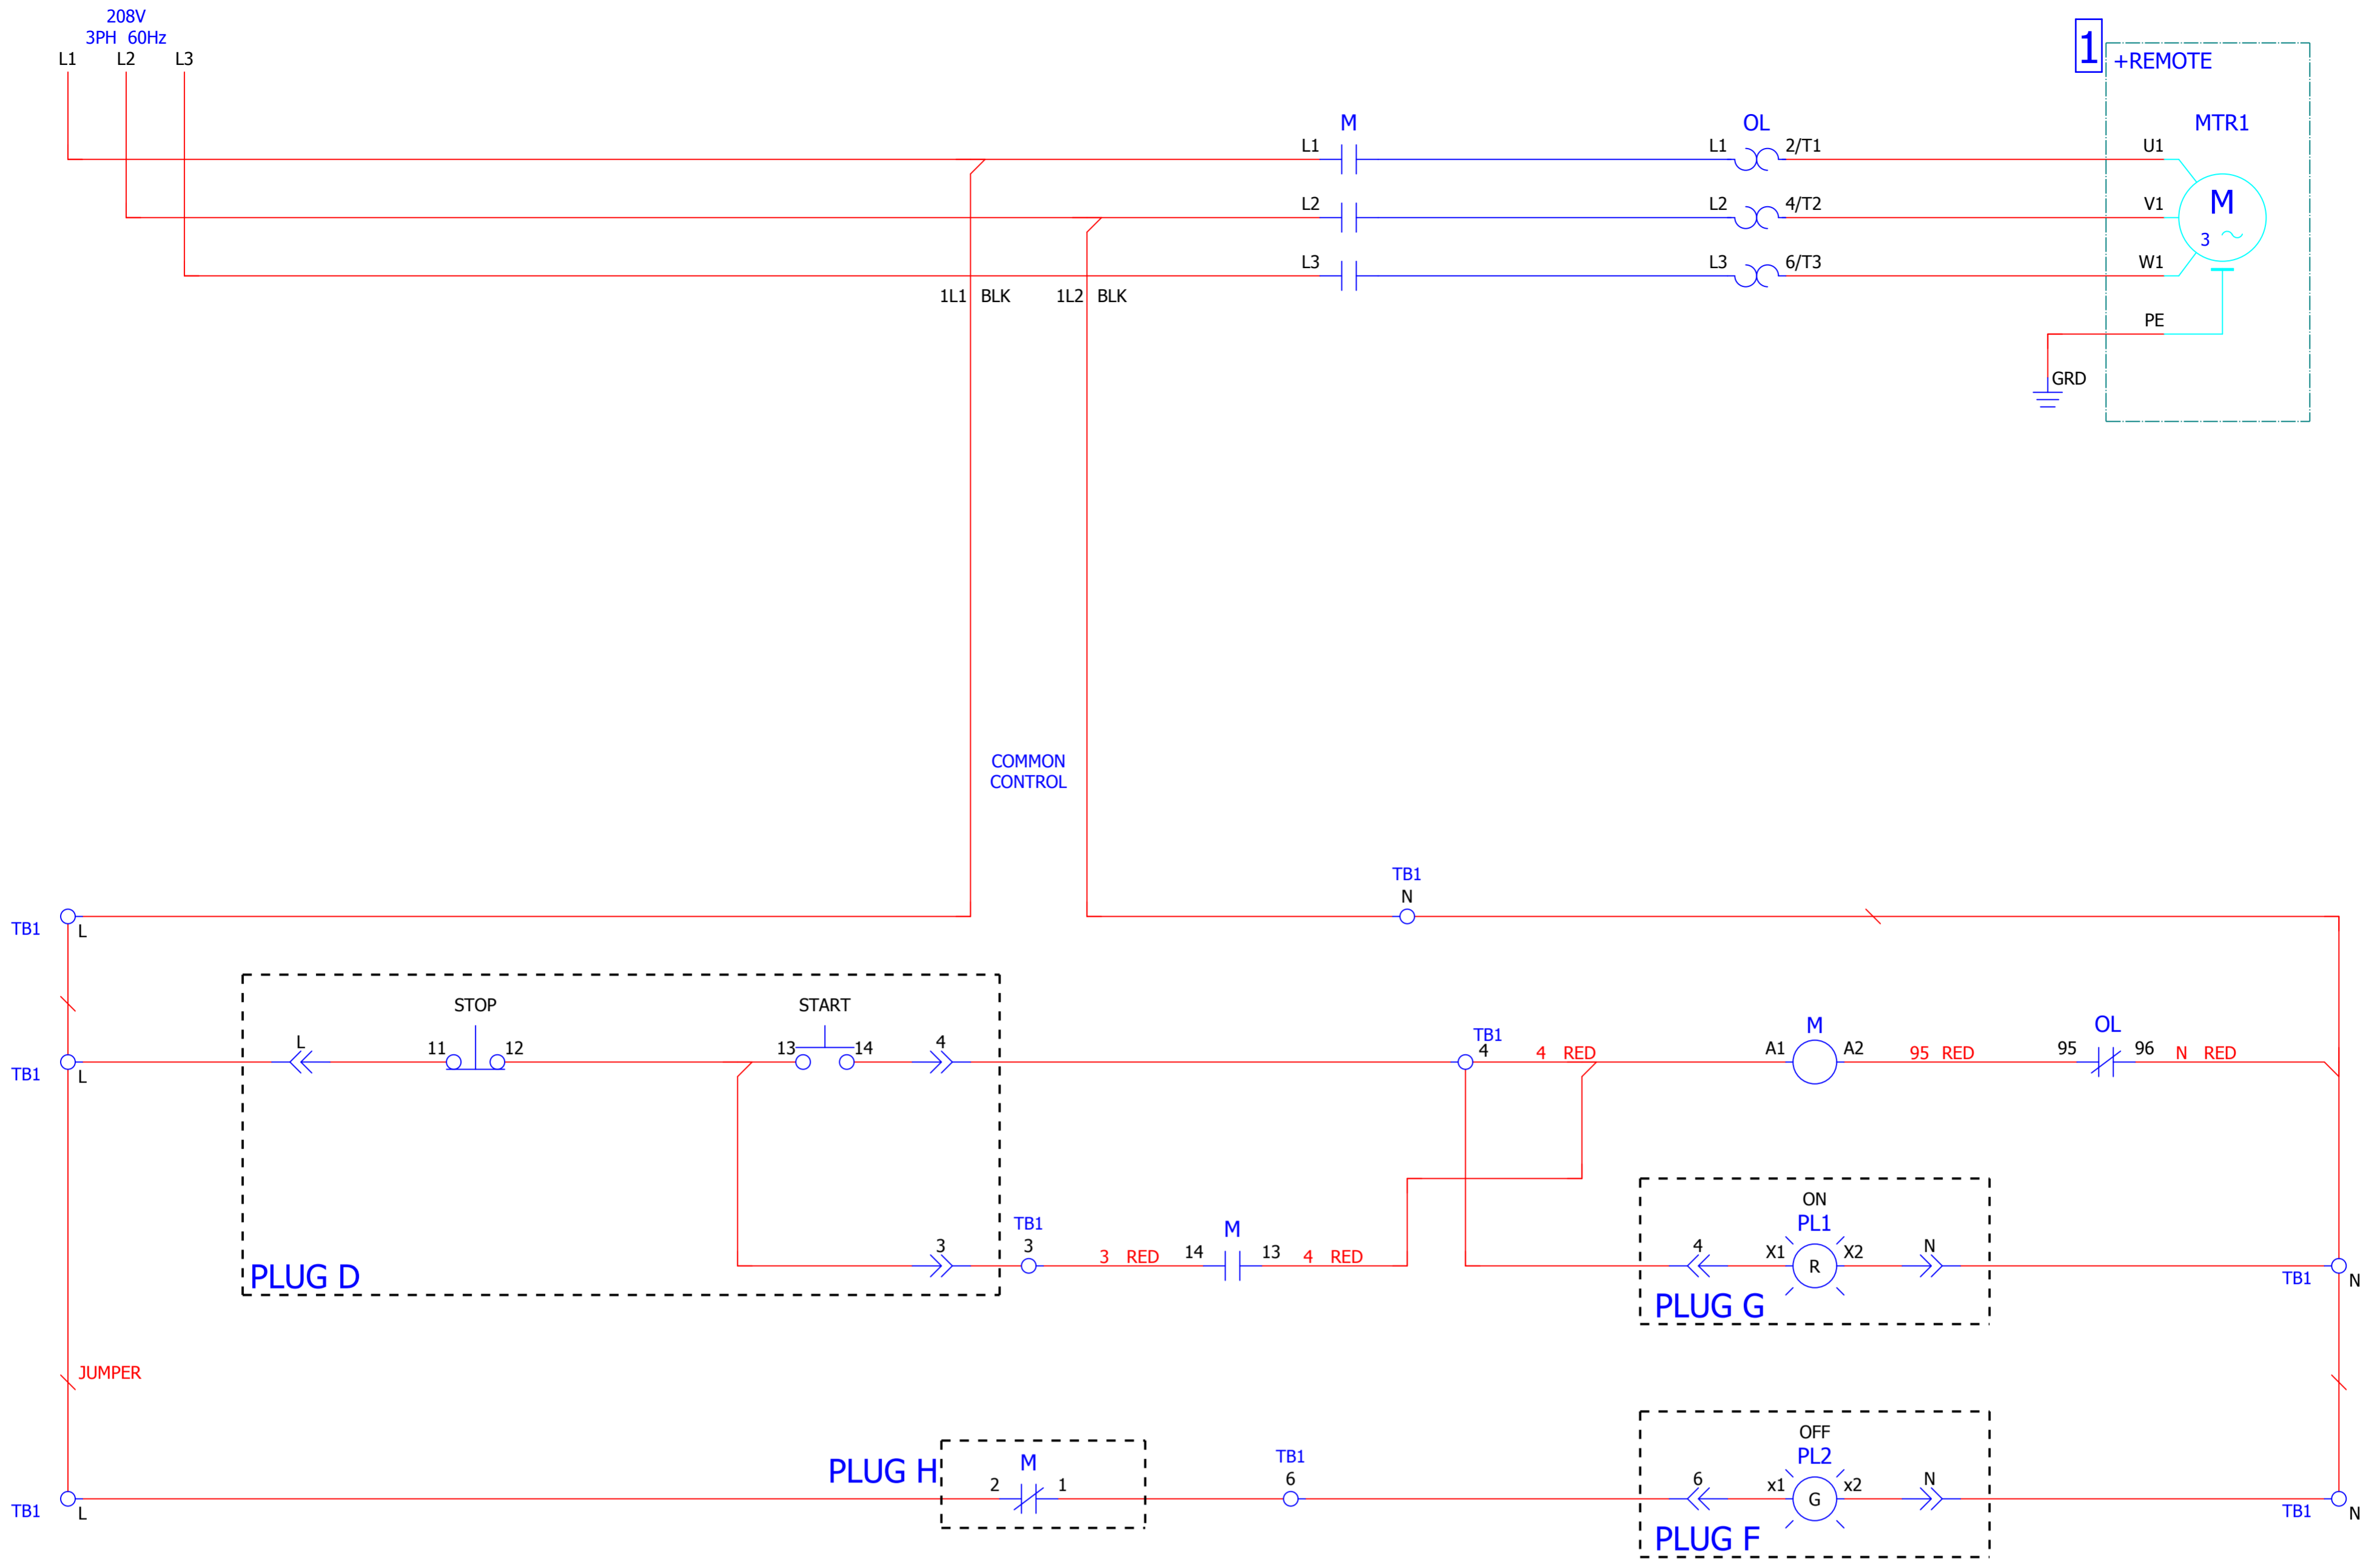 208V
3PH 60Hz
L1 L2 L3
1
+REMOTE
M OL MTR1
L1 L1 2/T1 U1
L2 L2 4/T2 V1
M
3
L3 L3 6/T3 W1
1L1 BLK 1L2 BLK
PE
GRD
COMMON
CONTROL
TB1
N
TB1 L
STOP START
L 11 12 13 14 4
TB1 L
TB1
4
4 RED
M
A1 A2
95 RED
OL
95 96
N RED
ON
PL1
TB1
3
3
3 RED
M
14 13
4 RED
4 X1 R X2 N
TB1 N
PLUG D
PLUG G
JUMPER
OFF
PL2
PLUG H
M
2 1
TB1
6
6 x1 G x2 N
TB1 L
TB1 N
PLUG F